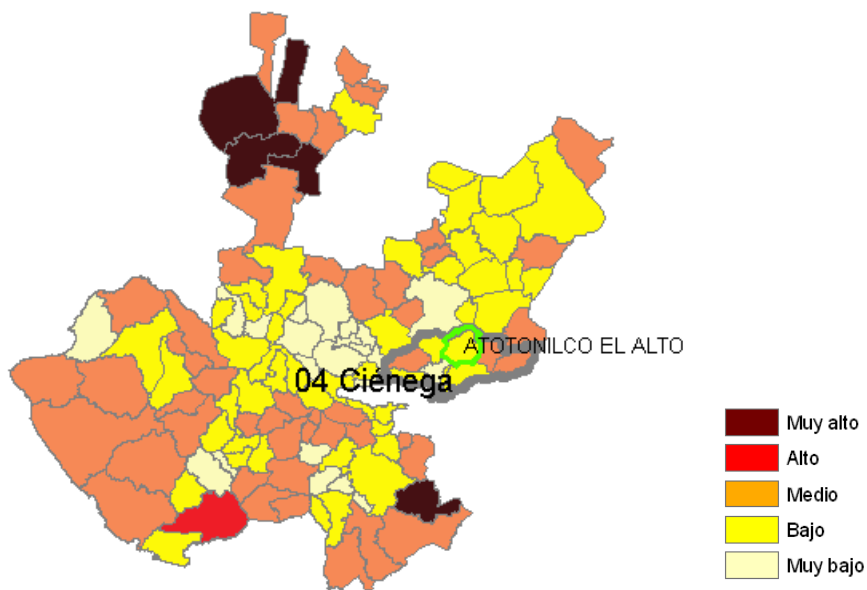 ATOTONILCO EL ALTO
04 Ciénega
Muy alto
Alto
Medio
Bajo
Muy bajo